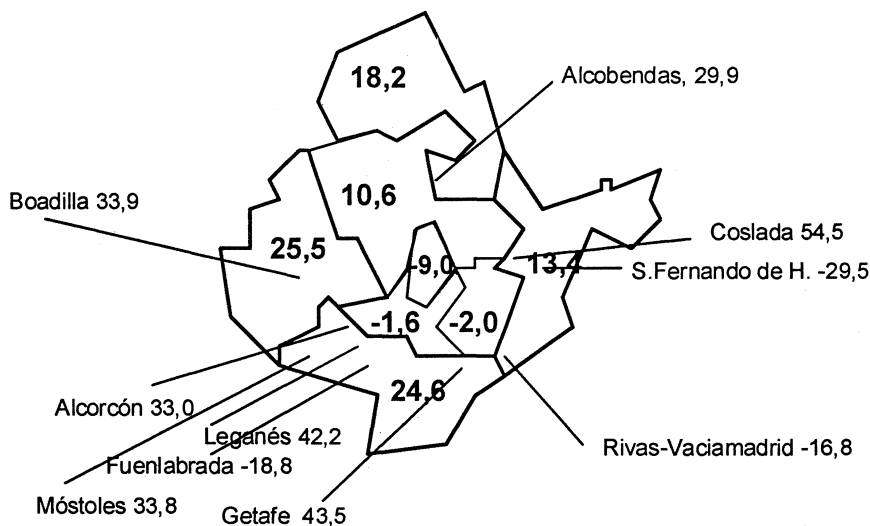 18,2
Alcobendas, 29,9
10,6
Boadilla 33,9
25,5
Coslada 54,5
-9,0
13,4
S.Fernando de H. -29,5
-1,6
-2,0
24,6
Alcorcón 33,0
Leganés 42,2
Rivas-Vaciamadrid -16,8
Fuenlabrada -18,8
Móstoles 33,8
Getafe 43,5